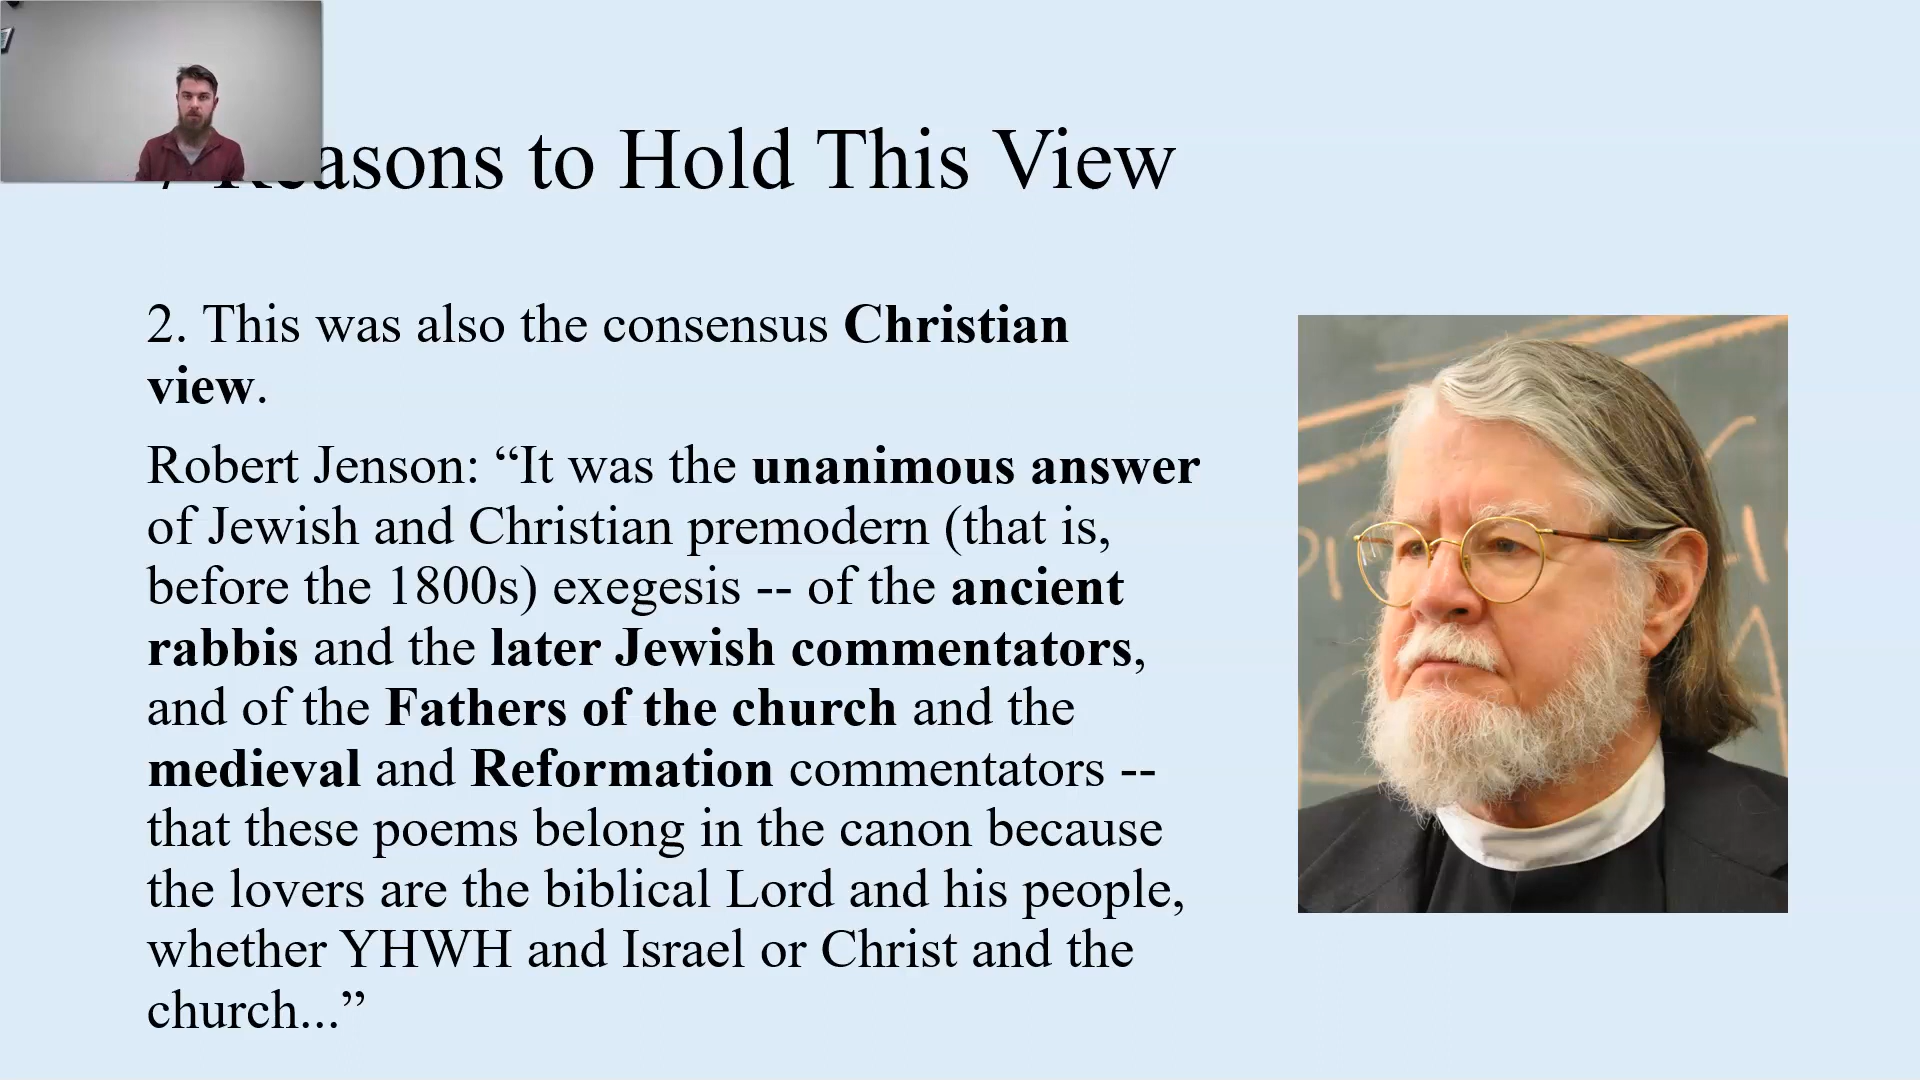 Reasons to Hold This View
2. This was also the consensus Christian
view.
Robert Jenson: “It was the unanimous answer
of Jewish and Christian premodern (that is,
before the 1800s) exegesis -- of the ancient
rabbis and the later Jewish commentators,
and of the Fathers of the church and the
medieval and Reformation commentators --
that these poems belong in the canon because
the lovers are the biblical Lord and his people,
whether YHWH and Israel or Christ and the
church...”